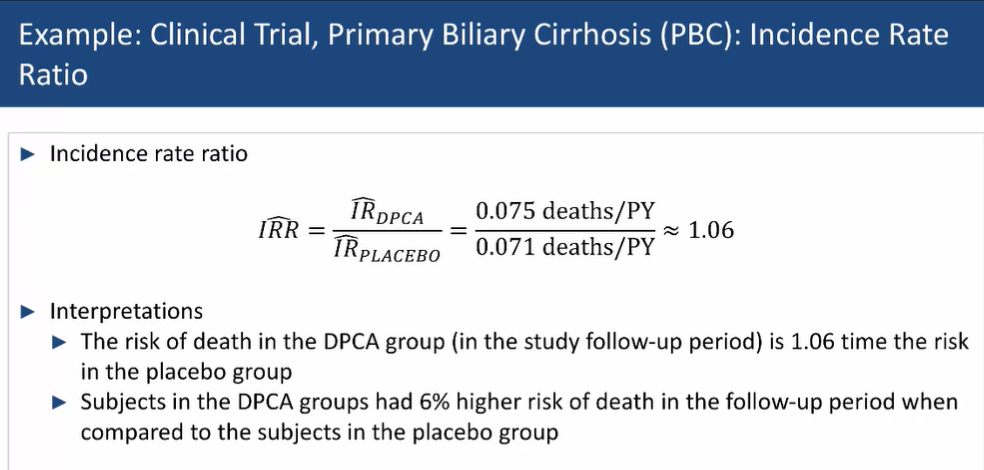 Example: Clinical Trial, Primary Biliary Cirrhosis (PBC): Incidence Rate
Ratio
► Incidence rate ratio
\widehat{IRR} = \frac{\widehat{IR}_{DPCA}}{\widehat{IR}_{PLACEBO}} = \frac{0.075 deaths/PY}{0.071 deaths/PY} ≈ 1.06
► Interpretations
► The risk of death in the DPCA group (in the study follow-up period) is 1.06 time the risk
in the placebo group
► Subjects in the DPCA groups had 6% higher risk of death in the follow-up period when
compared to the subjects in the placebo group